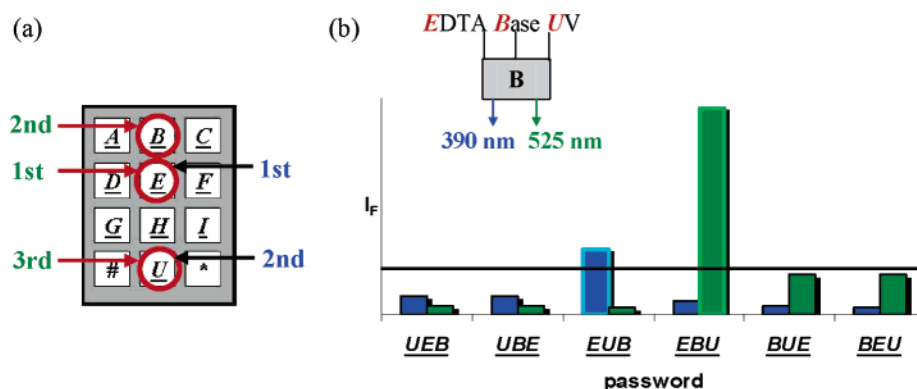 (a)
2nd
1st
3rd
A B C
D E F
G H I
# U *
1st
2nd
(b)
EDTA Base UV
B
390 nm 525 nm
IF
UEB UBE EUB EBU BUE BEU
password